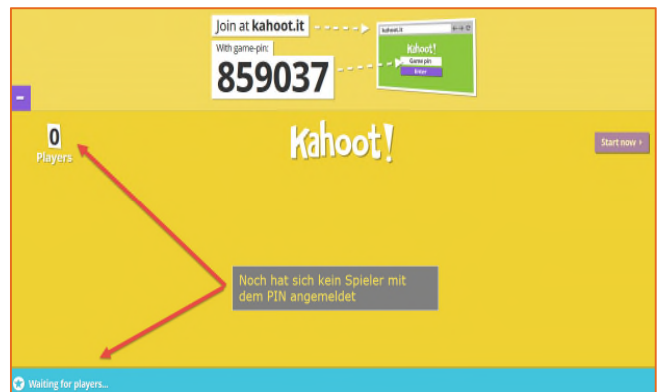 Join at kahoot.it
With game-pin:
859037
kahoot.it
Kahoot!
Game pin
Enter
0
Players
Kahoot!
Start now
Noch hat sich kein Spieler mit
dem PIN angemeldet
Waiting for players...